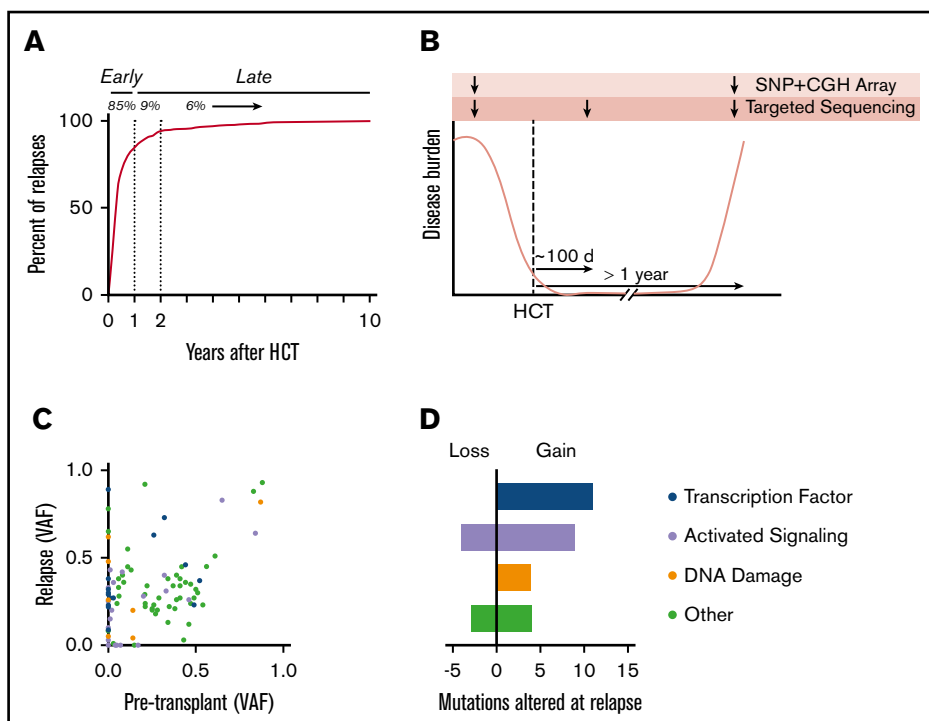 A
Early
Late
85%
9%
6%
100
50
0
Percent of relapses
0
1
2
10
Years after HCT
B
SNP+CGH Array
Targeted Sequencing
Disease burden
~100 d
> 1 year
HCT
C
1.0
0.5
0.0
Relapse (VAF)
0.0
0.5
1.0
Pre-transplant (VAF)
D
Loss
Gain
-5
0
5
10
15
Mutations altered at relapse
Transcription Factor
Activated Signaling
DNA Damage
Other